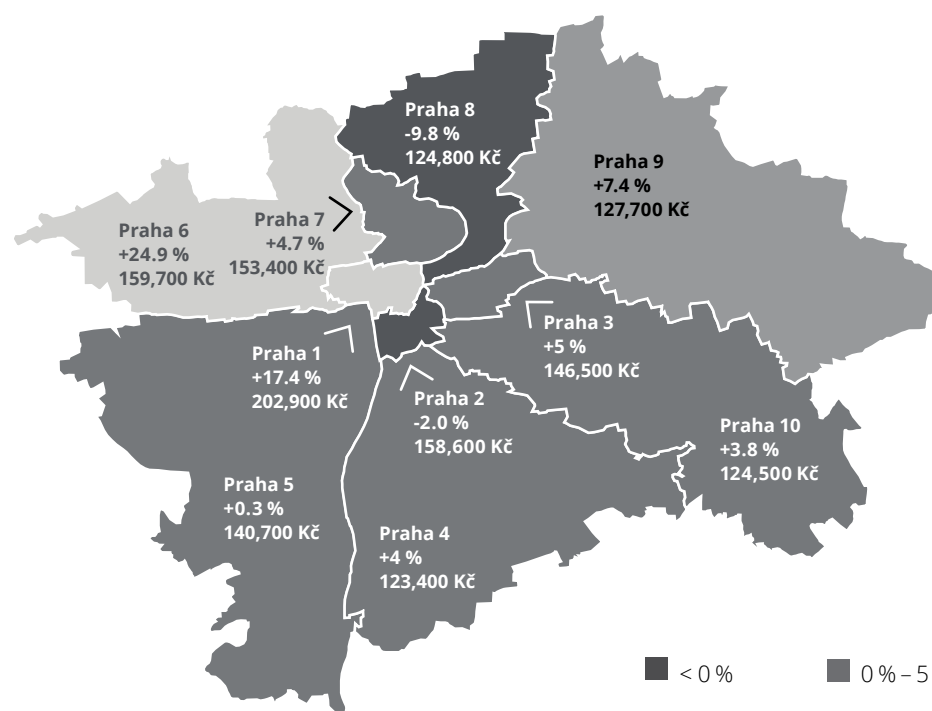 Praha 8
-9.8 %
124,800 Kč
Praha 9
+7.4 %
127,700 Kč
Praha 6
+24.9 %
159,700 Kč
Praha 7
+4.7 %
153,400 Kč
Praha 3
+5 %
146,500 Kč
Praha 1
+17.4 %
202,900 Kč
Praha 2
-2.0 %
158,600 Kč
Praha 10
+3.8 %
124,500 Kč
Praha 5
+0.3 %
140,700 Kč
Praha 4
+4 %
123,400 Kč
< 0 %
0 % – 5